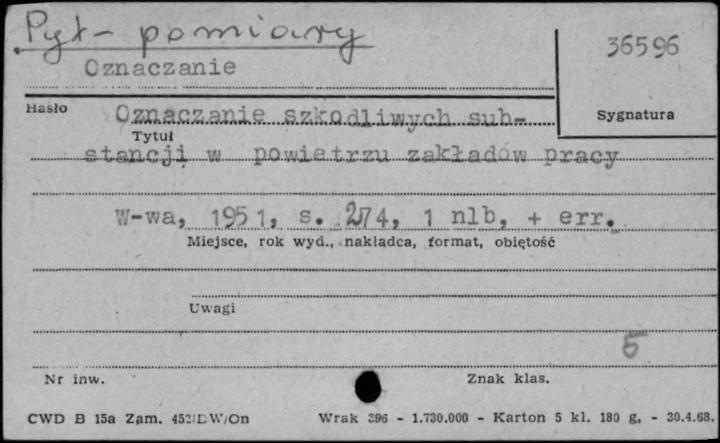 Pył - pomiary
36596
Oznaczanie
Hasło
Oznaczanie szkodliwych sub-
Sygnatura
Tytuł
stancji w powietrzu zakładów pracy
W-wa, 1951, s. 274, 1 nlb, + err.
Miejsce, rok wyd., nakładca, format, objętość
Uwagi
5
Nr inw.
Znak klas.
CWD B 15a Zam. 452/DW/On
Wrak 296 - 1.730.000 - Karton 5 kl. 180 g, - 30.4.68.